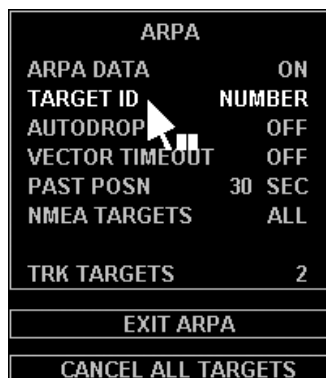 ARPA
ARPA DATA ON
TARGET ID NUMBER
AUTODROP OFF
VECTOR TIMEOUT OFF
PAST POSN 30 SEC
NMEA TARGETS ALL
TRK TARGETS 2
EXIT ARPA
CANCEL ALL TARGETS